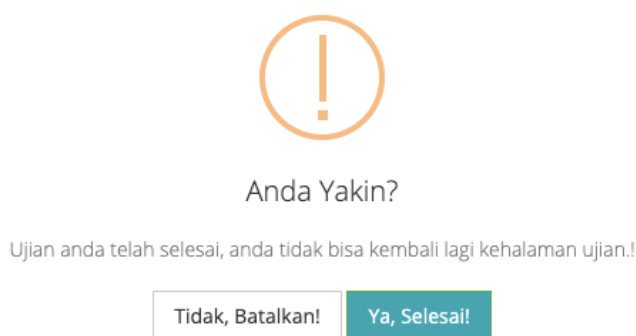 Anda Yakin?
Ujian anda telah selesai, anda tidak bisa kembali lagi kehalaman ujian.!
Tidak, Batalkan! Ya, Selesai!